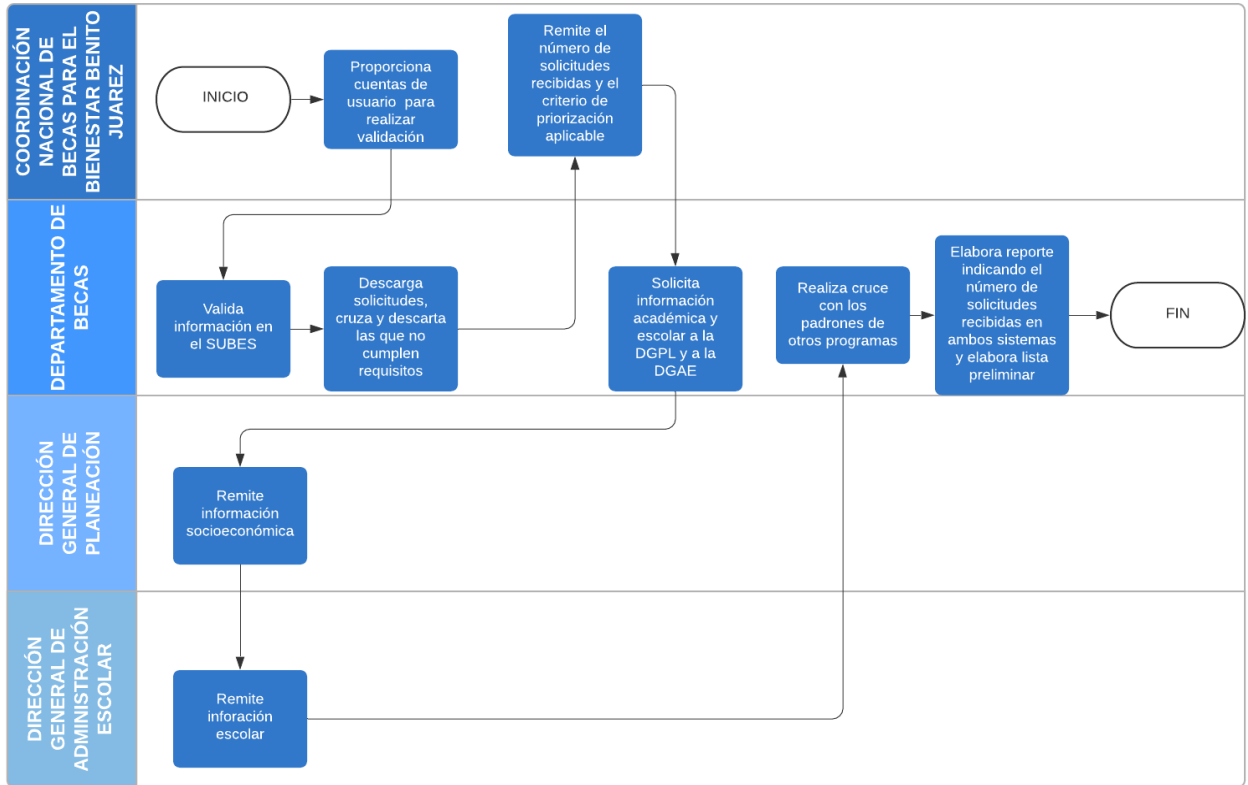 COORDINACIÓN
NACIONAL DE
BECAS PARA EL
BIENESTAR BENITO
JUAREZ
INICIO
Proporciona
cuentas de
usuario para
realizar
validación
Remite el
número de
solicitudes
recibidas y el
criterio de
priorización
aplicable
DEPARTAMENTO DE
BECAS
Valida
información en
el SUBES
Descarga
solicitudes,
cruza y descarta
las que no
cumplen
requisitos
Solicita
información
académica y
escolar a la
DGPL y a la
DGAE
Realiza cruce
con los
padrones de
otros programas
Elabora reporte
indicando el
número de
solicitudes
recibidas en
ambos sistemas
y elabora lista
preliminar
FIN
DIRECCIÓN
GENERAL DE
PLANEACIÓN
Remite
información
socioeconómica
DIRECCIÓN
GENERAL DE
ADMINISTRACIÓN
ESCOLAR
Remite
inforación
escolar